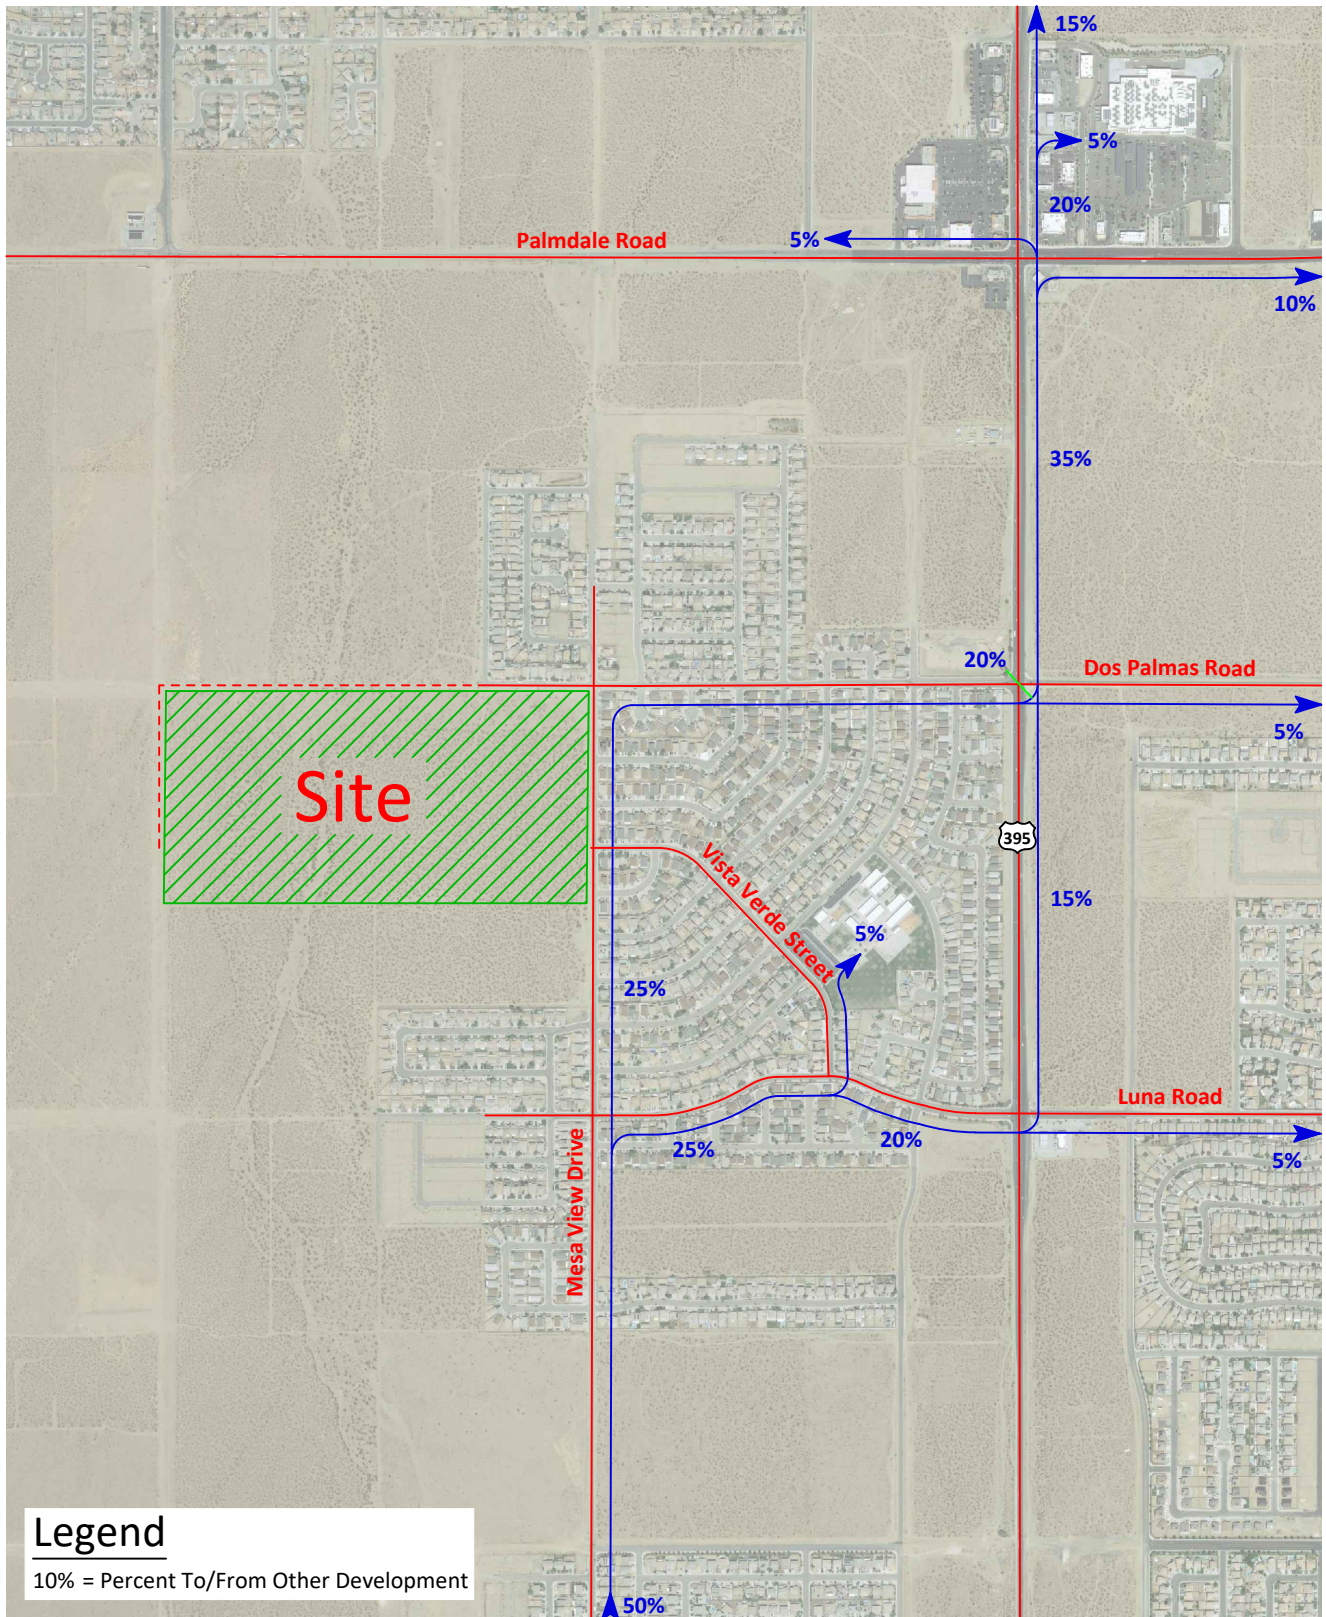 15%
5%
20%
Palmdale Road
5%
10%
35%
20%
Dos Palmas Road
5%
Site
395
Vista Verde Street
15%
5%
25%
Luna Road
25%
20%
5%
Mesa View Drive
Legend
10% = Percent To/From Other Development
50%